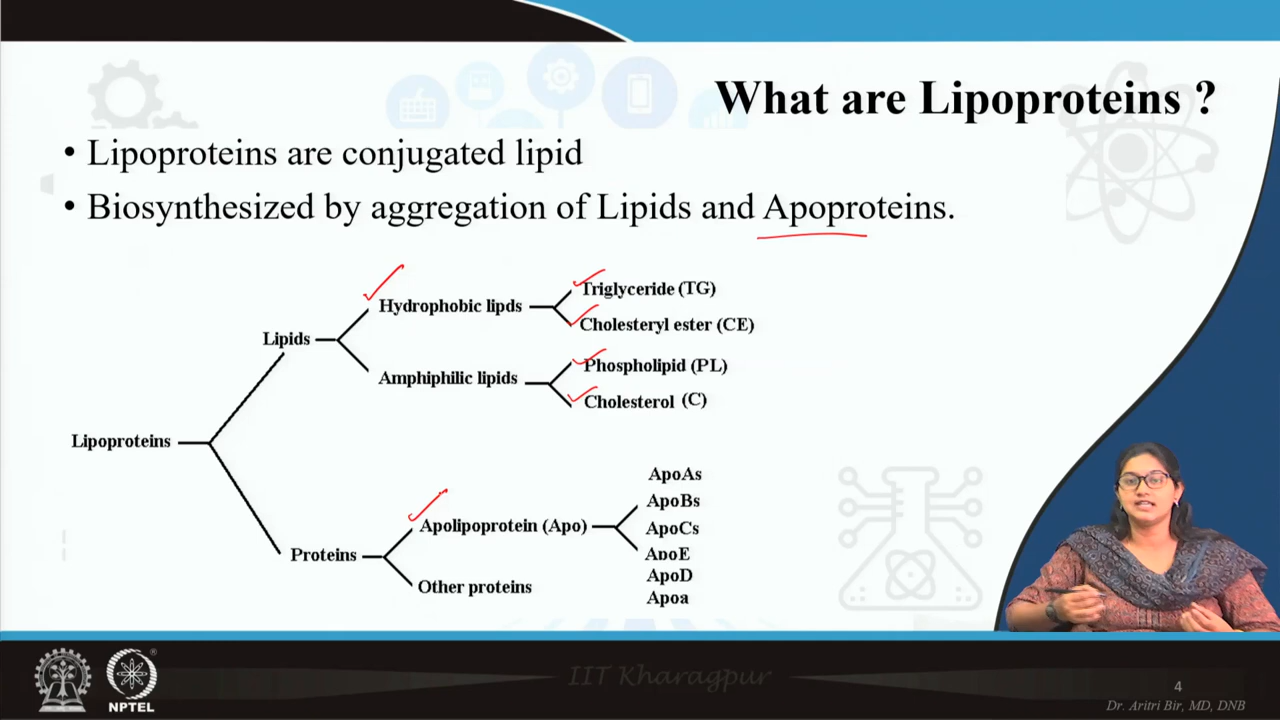 What are Lipoproteins ?
• Lipoproteins are conjugated lipid
• Biosynthesized by aggregation of Lipids and Apoproteins.
Lipoproteins
Lipids
Hydrophobic lipds
Triglyceride (TG)
Cholesteryl ester (CE)
Amphiphilic lipids
Phospholipid (PL)
Cholesterol (C)
Proteins
Apolipoprotein (Apo)
ApoAs
ApoBs
ApoCs
ApoE
ApoD
Apoa
Other proteins
NPTEL
IIT Kharagpur
4
Dr. Aritri Bir, MD, DNB